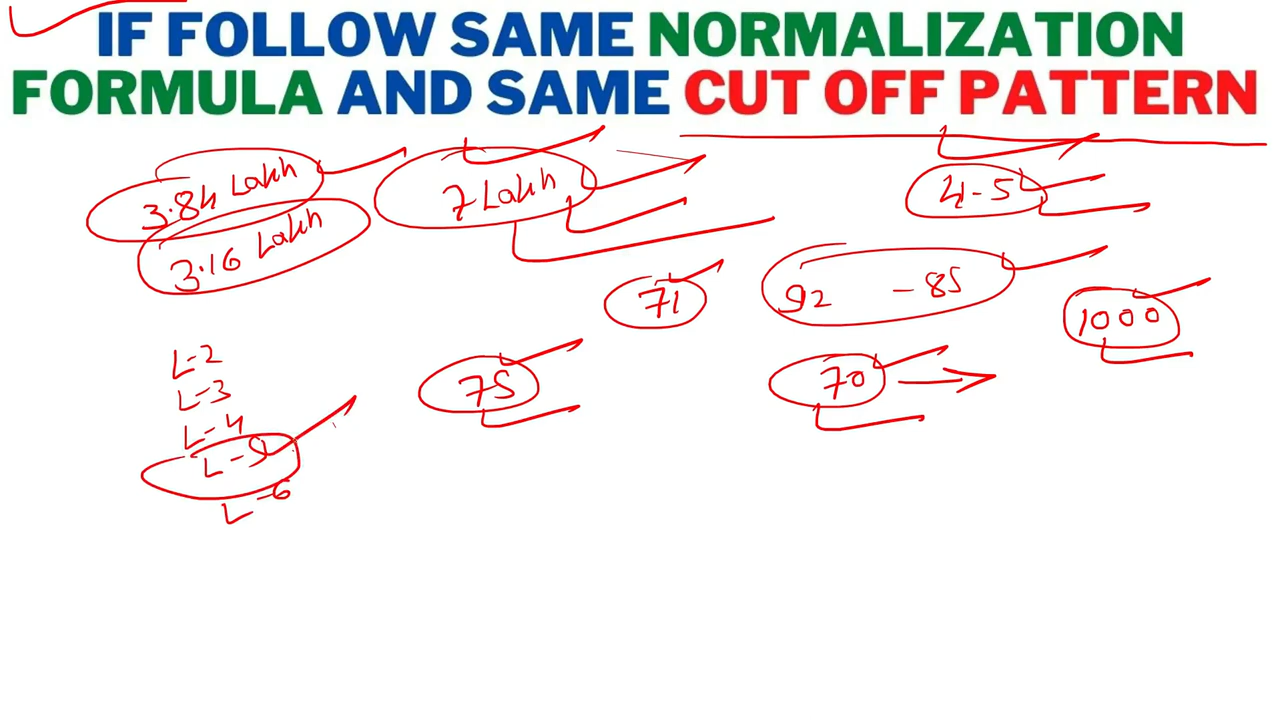 IF FOLLOW SAME NORMALIZATION
FORMULA AND SAME CUT OFF PATTERN
3.84 Lakh
7 Lakh
4-5
3.16 Lakh
71
92 - 85
1000
L-2
L-3
L-4
L-5
L-6
75
70